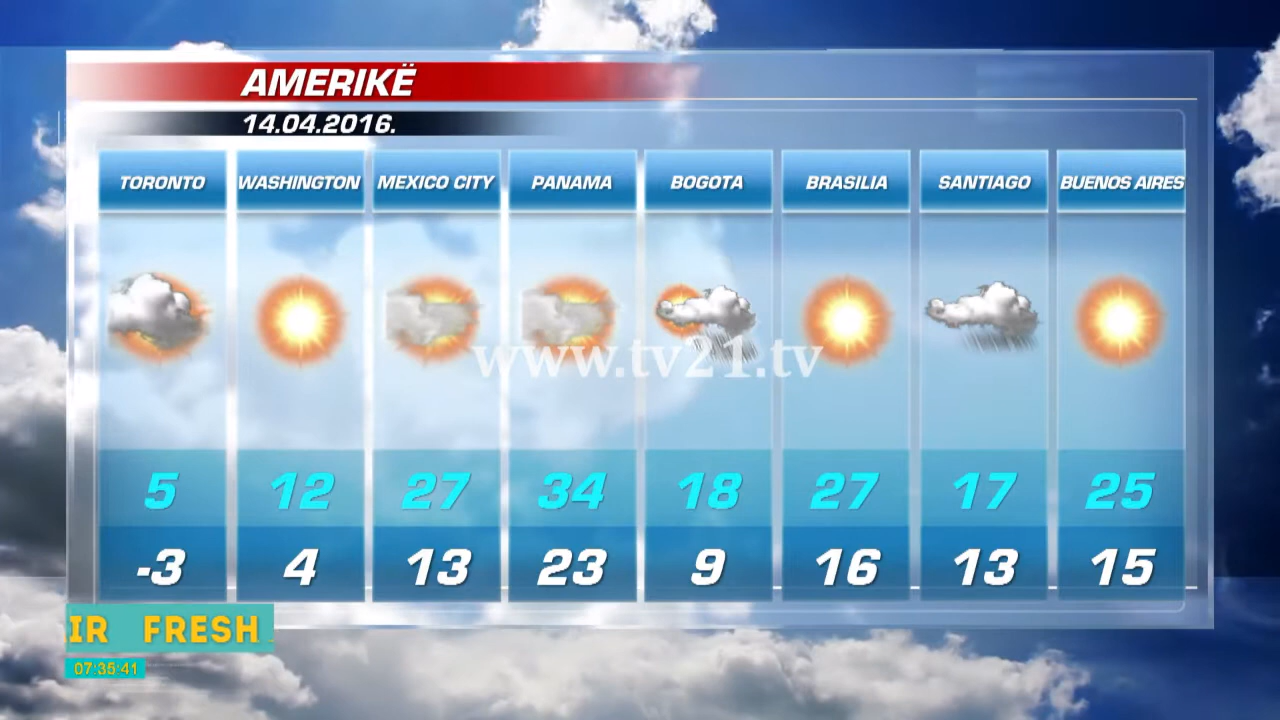 AMERIKË
14.04.2016.
TORONTO WASHINGTON MEXICO CITY PANAMA BOGOTA BRASILIA SANTIAGO BUENOS AIRES
www.tv21.tv
5 12 27 34 18 27 17 25
-3 4 13 23 9 16 13 15
IR FRESH
07:35:41